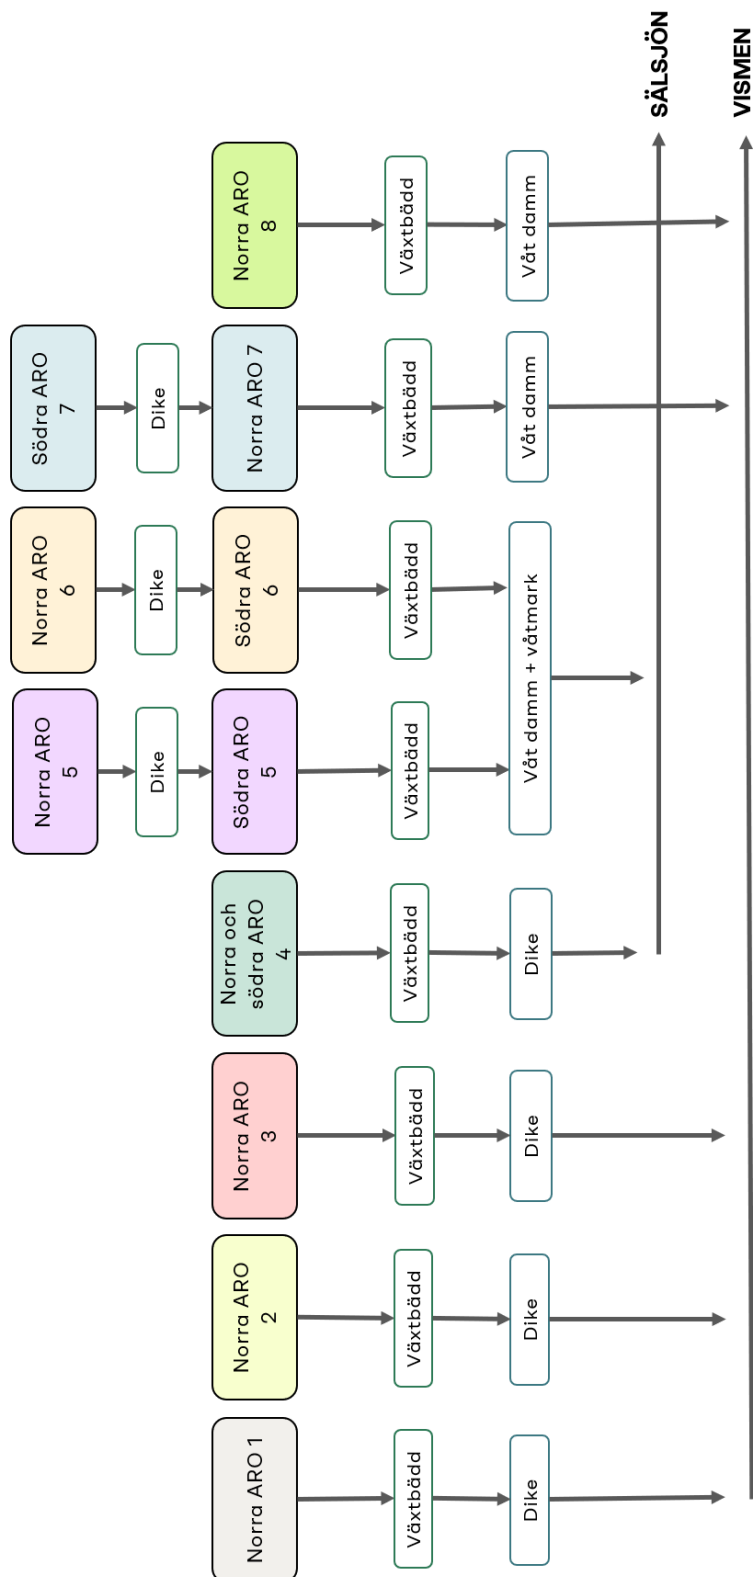 Norra ARO
5
Norra ARO
6
Södra ARO
7
Dike
Dike
Dike
Norra ARO 1
Norra ARO
2
Norra ARO
3
Norra och
södra ARO
4
Södra ARO
5
Södra ARO
6
Norra ARO 7
Norra ARO
8
Växtbädd
Växtbädd
Växtbädd
Växtbädd
Växtbädd
Växtbädd
Växtbädd
Växtbädd
Dike
Dike
Dike
Dike
Våt damm + våtmark
Våt damm
Våt damm
SÄLSJÖN
VISMEN